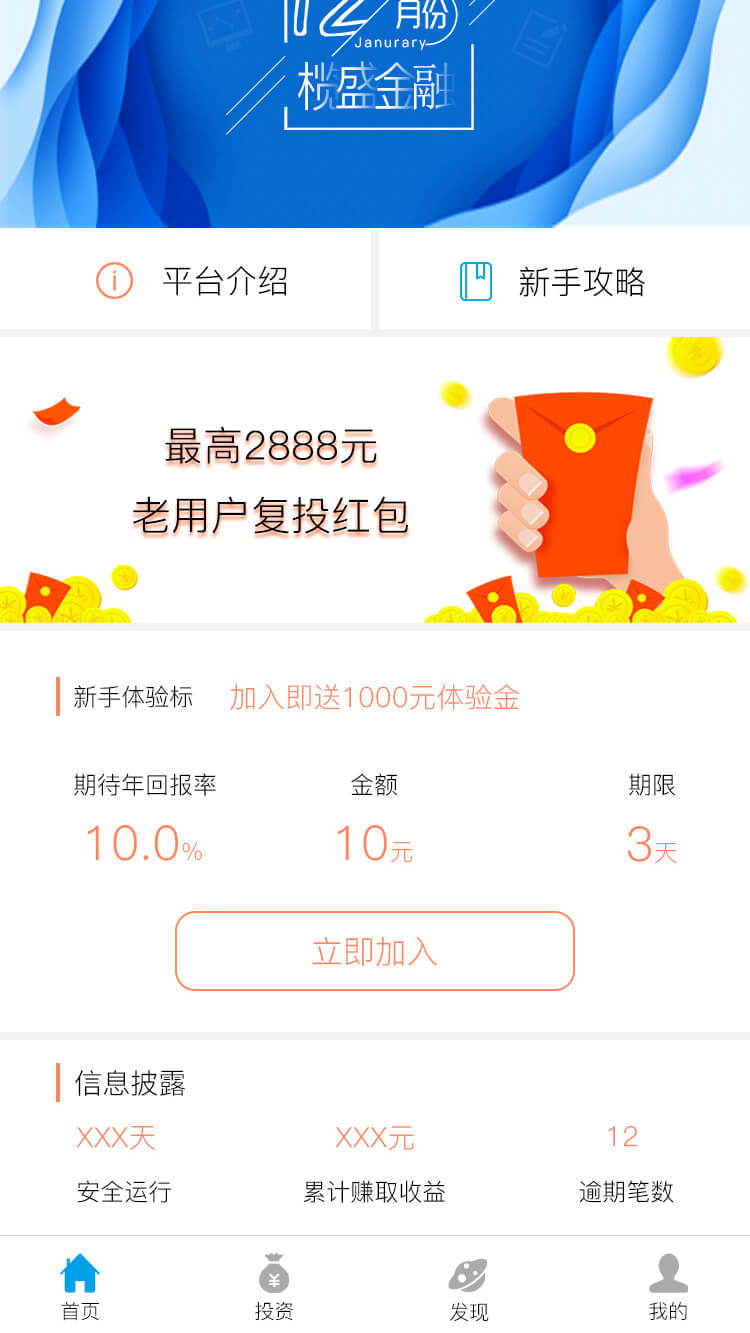 12月份
Janurary
榄盛金融
平台介绍
新手攻略
最高2888元
老用户复投红包
新手体验标 加入即送1000元体验金
期待年回报率 金额 期限
10.0% 10元 3天
立即加入
信息披露
XXX天 XXX元 12
安全运行 累计赚取收益 逾期笔数
首页 投资 发现 我的